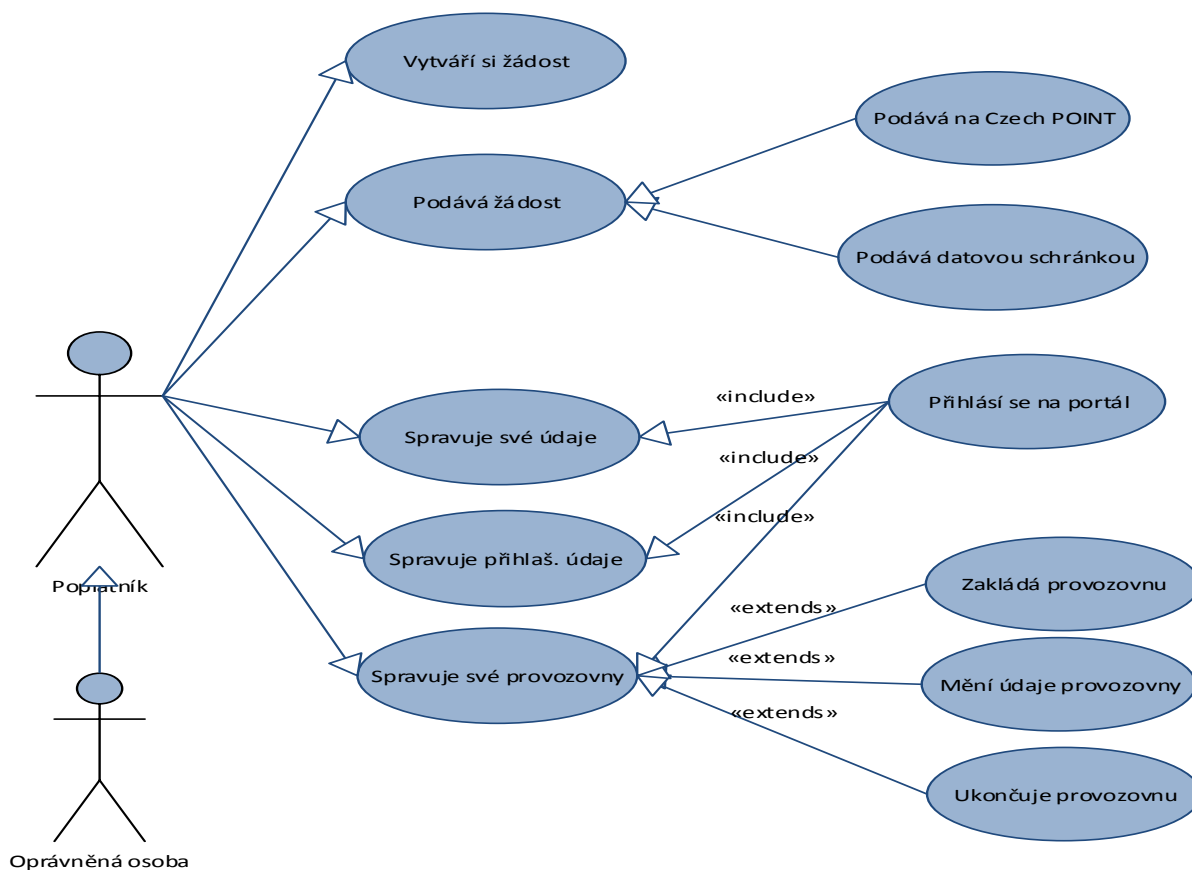 Vytváří si žádost
Podává na Czech POINT
Podává žádost
Podává datovou schránkou
«include»
Přihlásí se na portál
Spravuje své údaje
«include»
«include»
Spravuje přihlaš. údaje
Poplatník
Zakládá provozovnu
«extends»
«extends»
Spravuje své provozovny
Mění údaje provozovny
«extends»
Ukončuje provozovnu
Oprávněná osoba